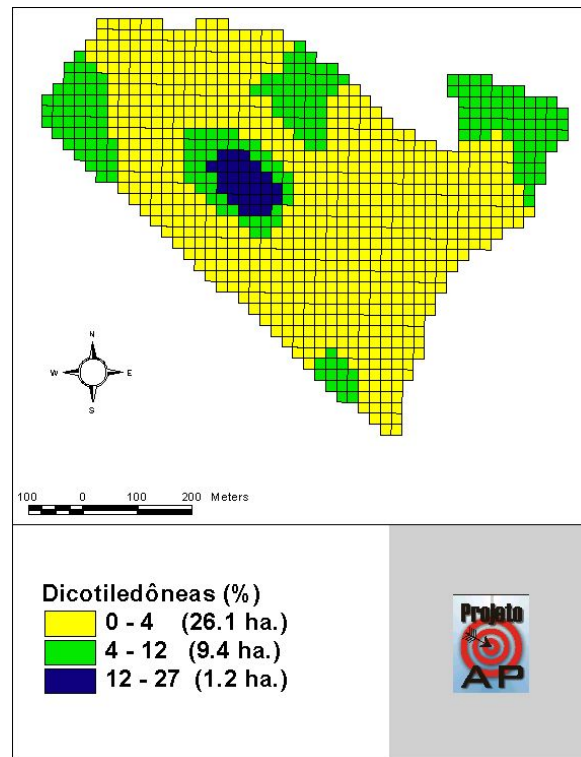 N
W E
S
100 0 100 200 Meters
Dicotiledôneas (%)
0 - 4 (26.1 ha.)
4 - 12 (9.4 ha.)
12 - 27 (1.2 ha.)
Projeto
AP